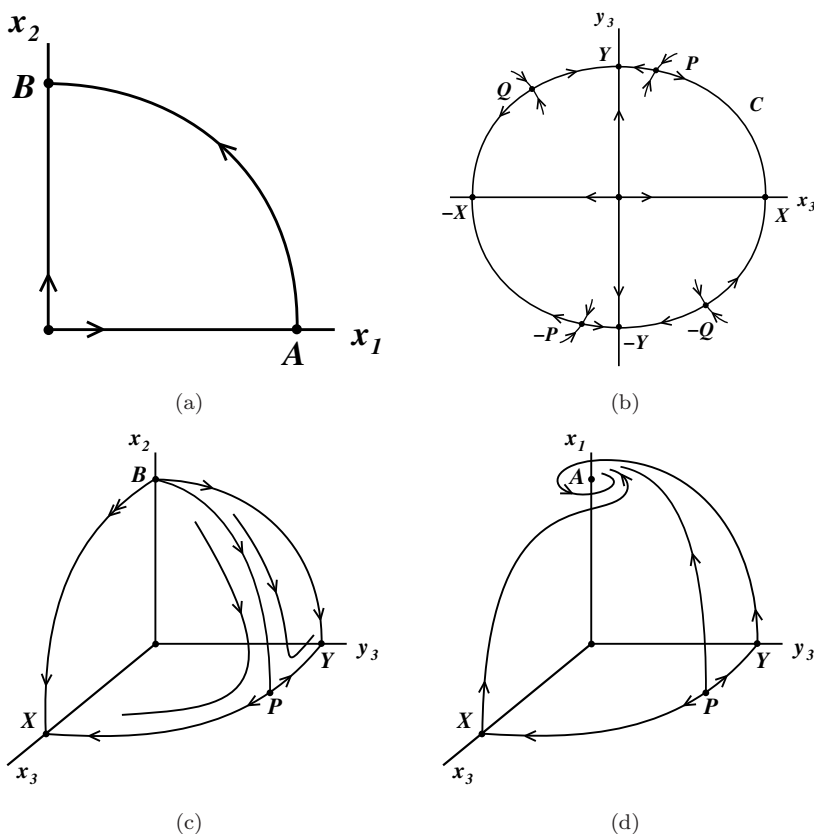 x₂
B
A
x₁
(a)
y₃
Y
P
Q
C
-X
X
x₃
-P
-Y
-Q
(b)
x₂
B
Y
y₃
X
P
x₃
(c)
x₁
A
Y
y₃
X
P
x₃
(d)